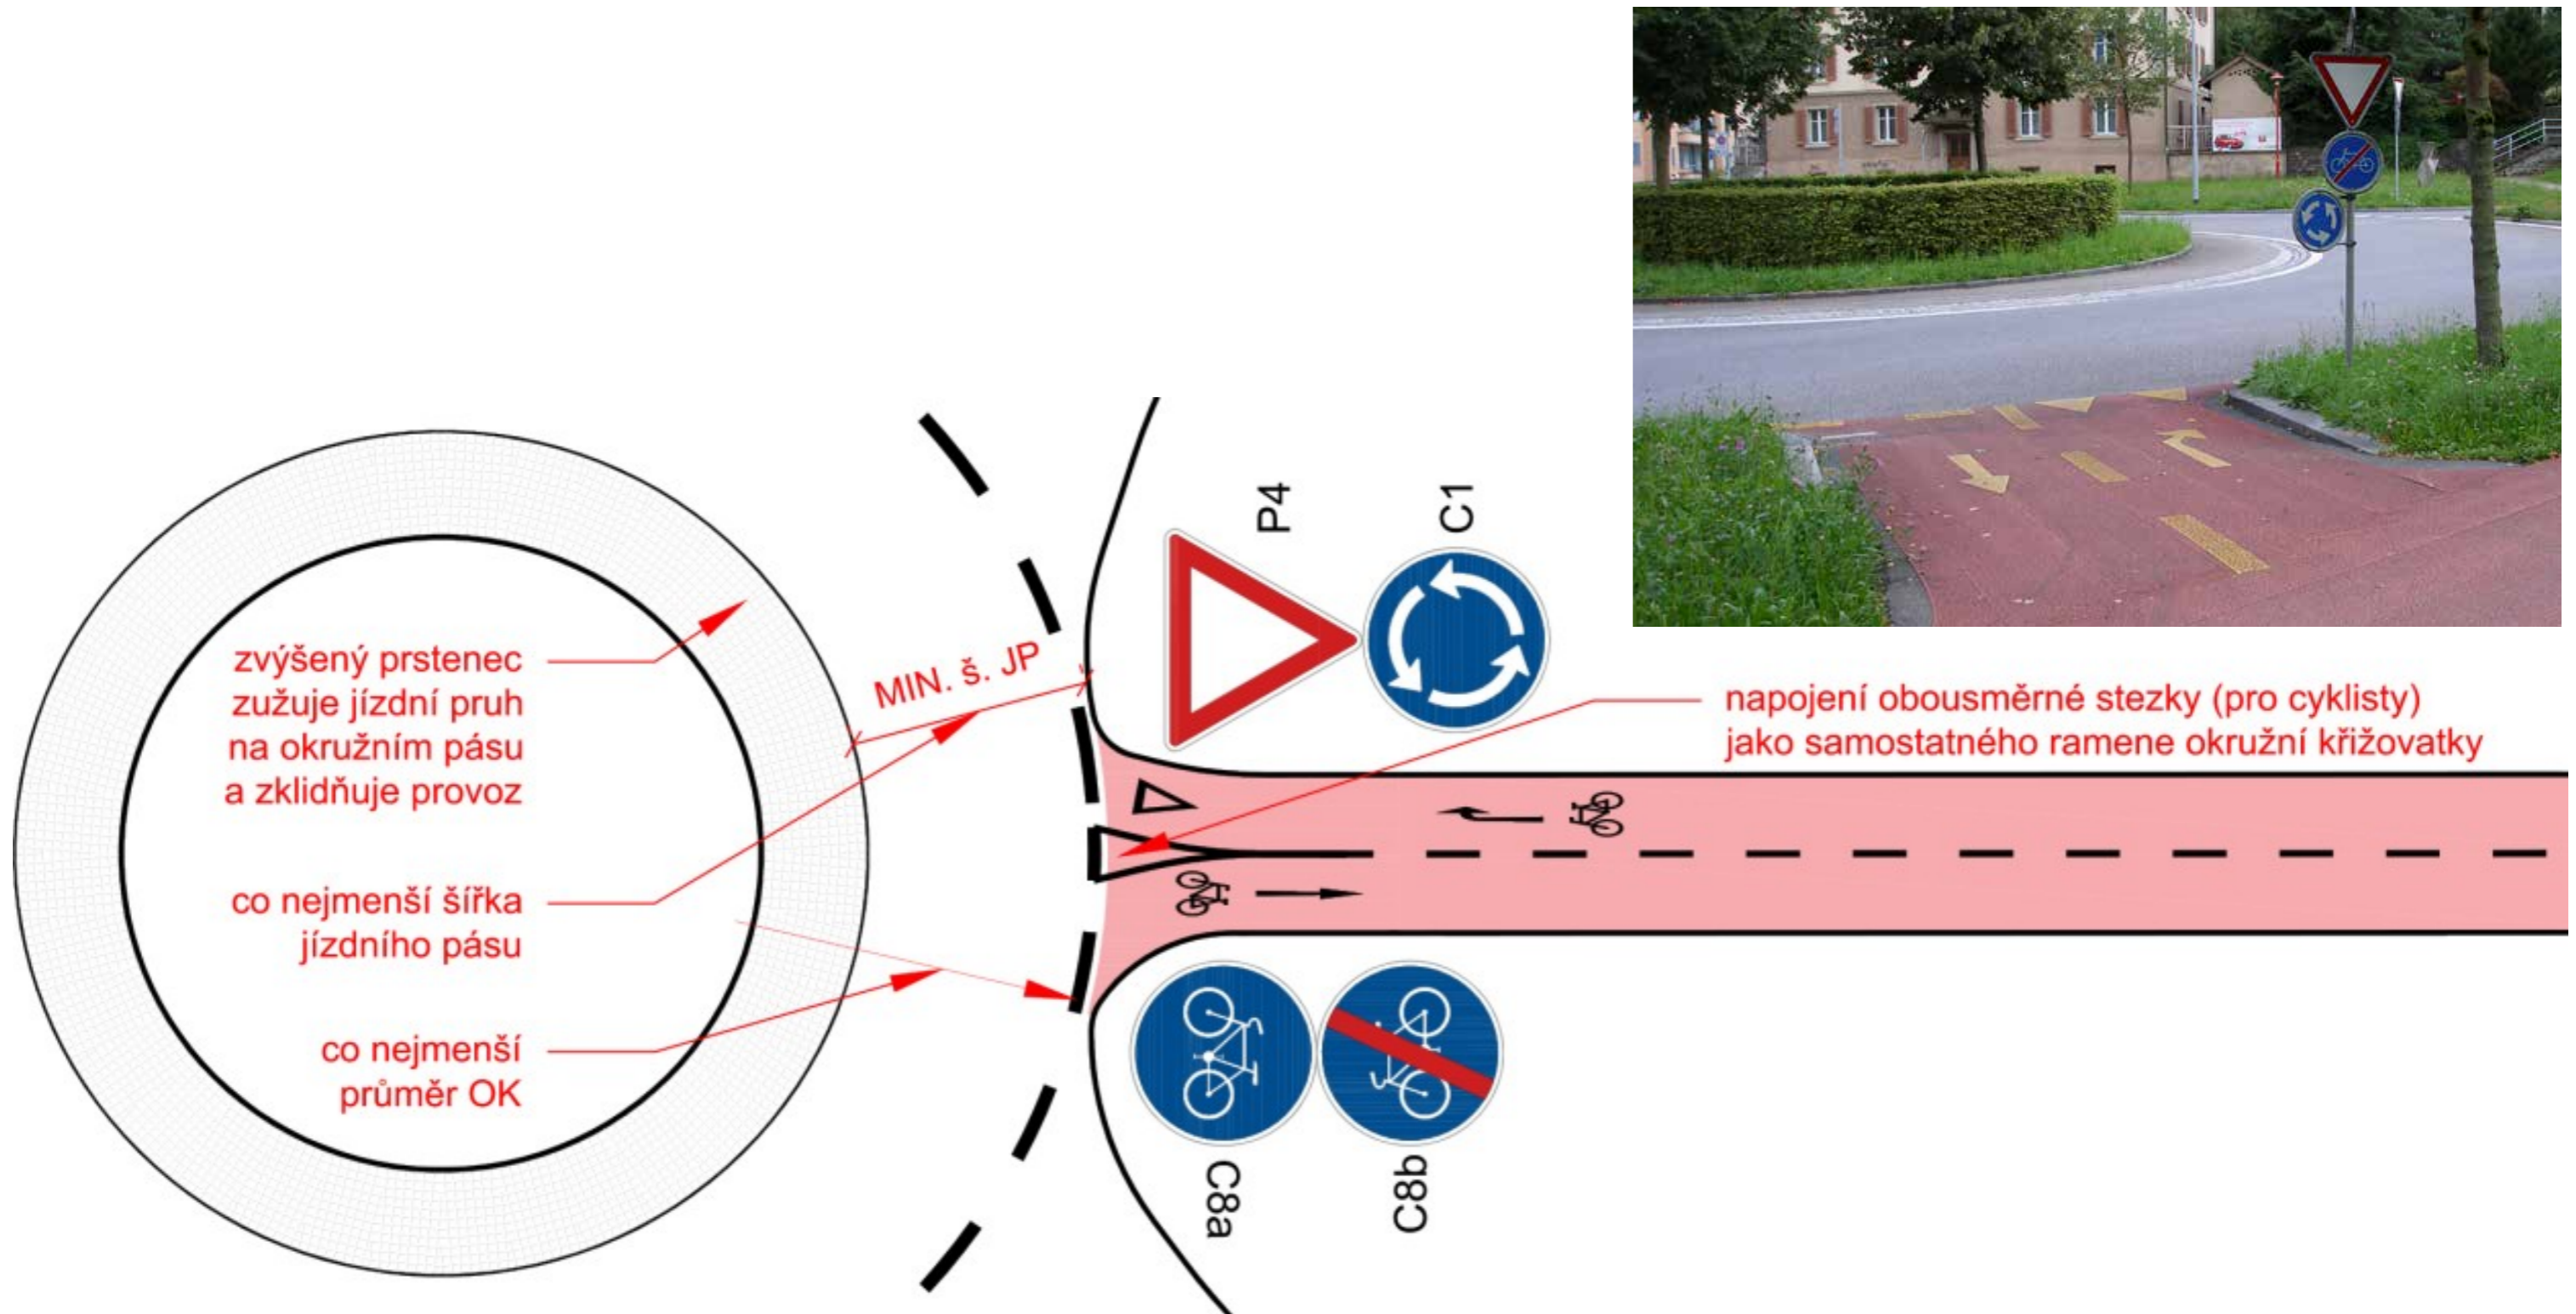 P4
C1
zvýšený prstenec
zužuje jízdní pruh
na okružním pásu
a zklidňuje provoz
MIN. š. JP
napojení obousměrné stezky (pro cyklisty)
jako samostatného ramene okružní křižovatky
co nejmenší šířka
jízdního pásu
co nejmenší
průměr OK
C8a
C8b